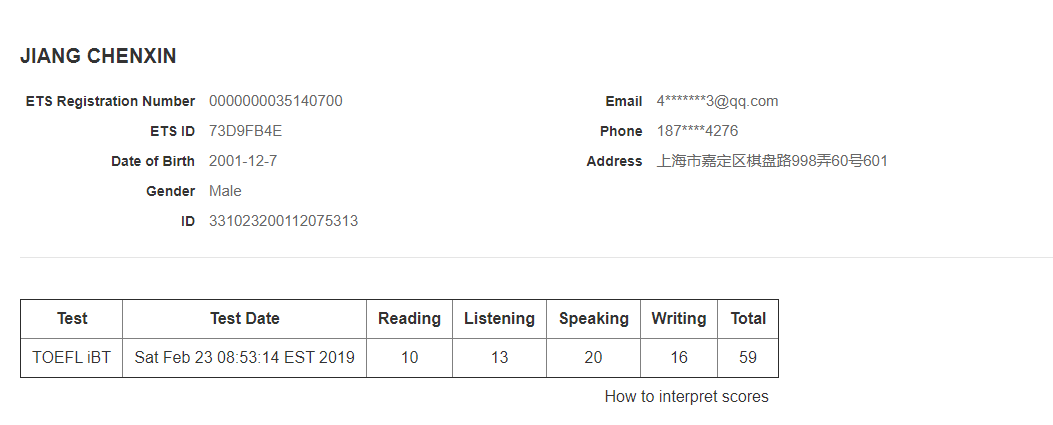 JIANG CHENXIN
ETS Registration Number 0000000035140700 Email 4*******3@qq.com
ETS ID 73D9FB4E Phone 187****4276
Date of Birth 2001-12-7 Address 上海市嘉定区棋盘路998弄60号601
Gender Male
ID 331023200112075313
Test Test Date Reading Listening Speaking Writing Total
TOEFL iBT Sat Feb 23 08:53:14 EST 2019 10 13 20 16 59
How to interpret scores